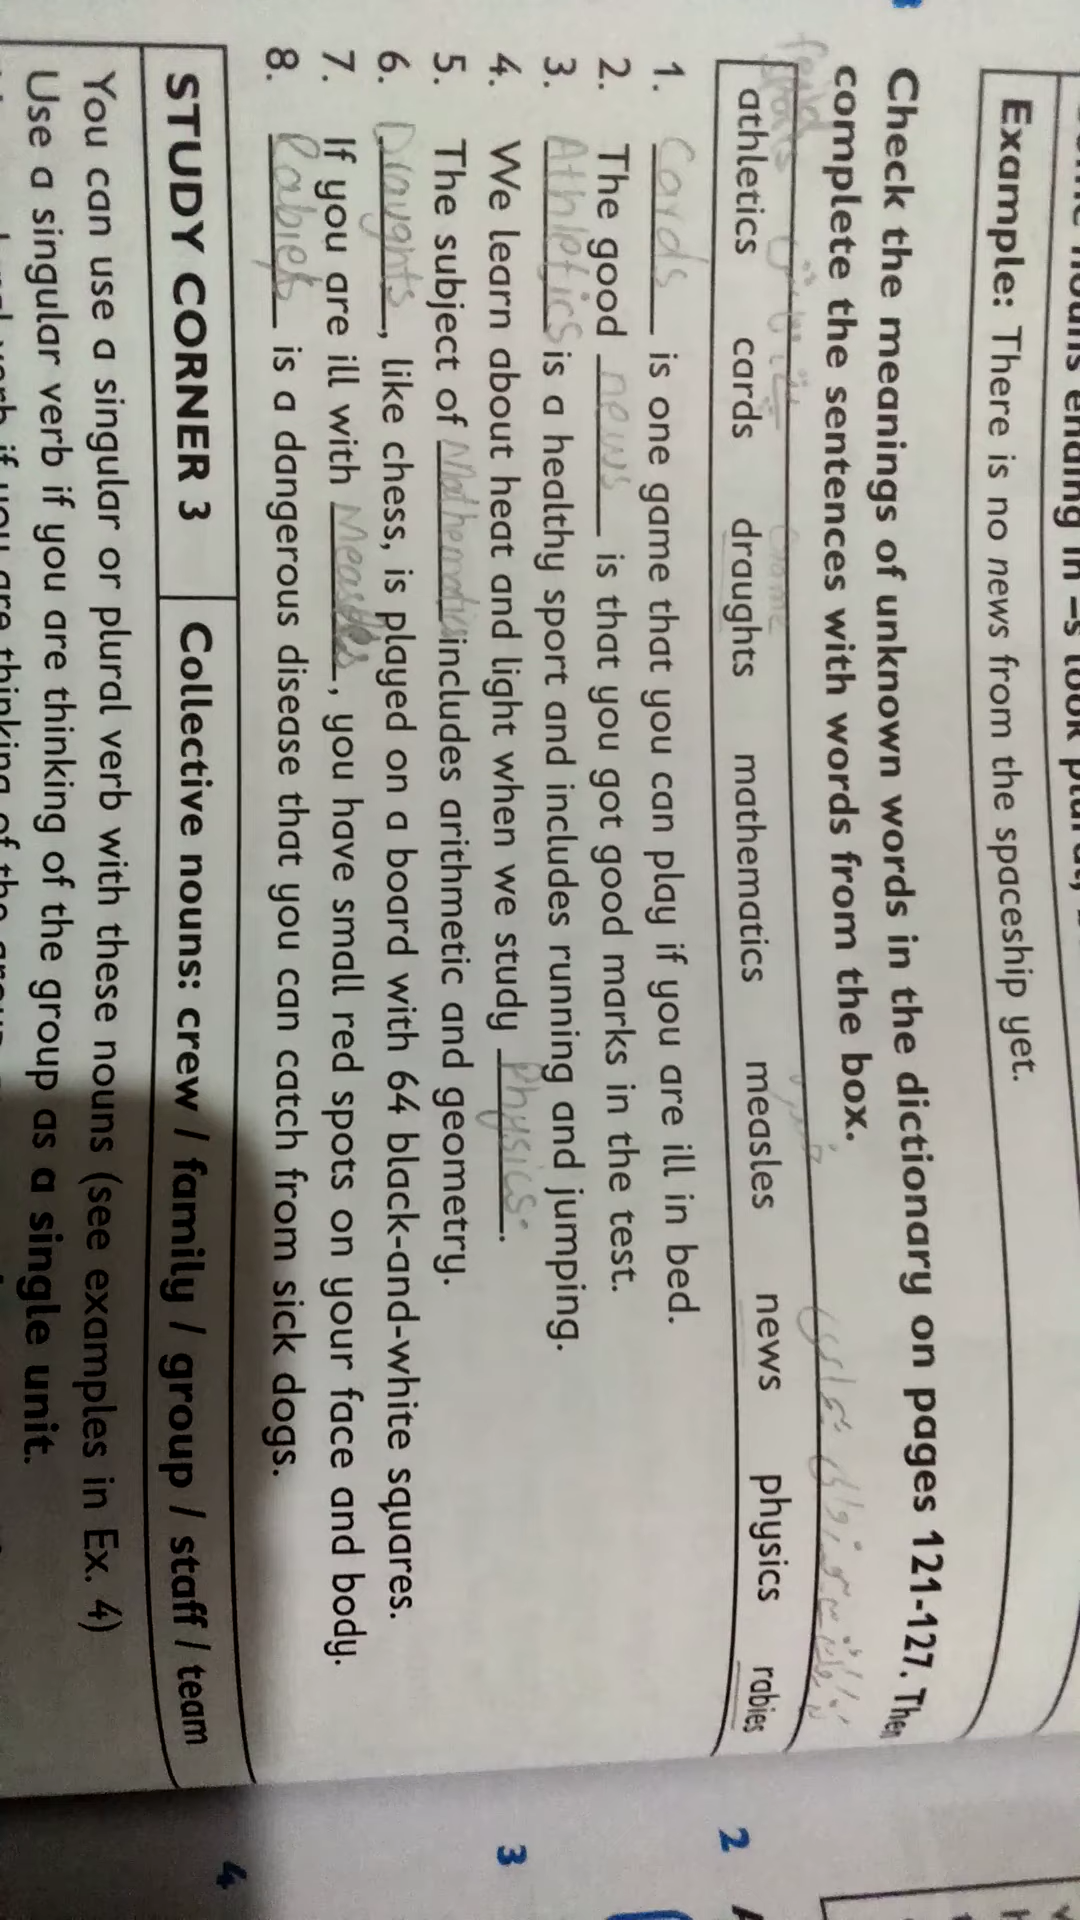 Example: There is no news from the spaceship yet.
Check the meanings of unknown words in the dictionary on pages 121-127. Then
complete the sentences with words from the box.
athletics cards draughts mathematics measles news physics rabies
1. Cards is one game that you can play if you are ill in bed.
2. The good news is that you got good marks in the test.
3. Athletics is a healthy sport and includes running and jumping.
4. We learn about heat and light when we study physics.
5. The subject of Mathematics includes arithmetic and geometry.
6. Draughts, like chess, is played on a board with 64 black-and-white squares.
7. If you are ill with Measles, you have small red spots on your face and body.
8. is a dangerous disease that you can catch from sick dogs.
STUDY CORNER 3 Collective nouns: crew / family / group / staff / team
You can use a singular or plural verb with these nouns (see examples in Ex. 4)
Use a singular verb if you are thinking of the group as a single unit.
2
3
4